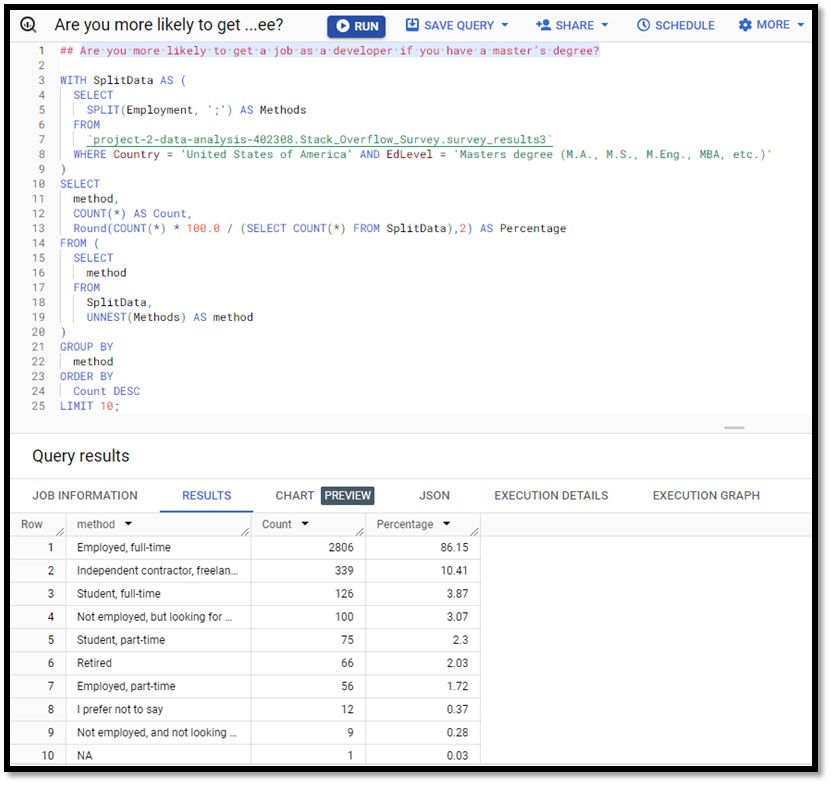 Are you more likely to get ...ee? RUN SAVE QUERY SHARE SCHEDULE MORE
1 ## Are you more likely to get a job as a developer if you have a master's degree?
2
3 WITH SplitData AS (
4 SELECT
5 SPLIT(Employment, ';') AS Methods
6 FROM
7 `project-2-data-analysis-402308.Stack_Overflow_Survey.survey_results3`
8 WHERE Country = 'United States of America' AND EdLevel = 'Masters degree (M.A., M.S., M.Eng., MBA, etc.)'
9 )
10 SELECT
11 method,
12 COUNT(*) AS Count,
13 Round(COUNT(*) * 100.0 / (SELECT COUNT(*) FROM SplitData),2) AS Percentage
14 FROM (
15 SELECT
16 method
17 FROM
18 SplitData,
19 UNNEST(Methods) AS method
20 )
21 GROUP BY
22 method
23 ORDER BY
24 Count DESC
25 LIMIT 10;
Query results
JOB INFORMATION RESULTS CHART PREVIEW JSON EXECUTION DETAILS EXECUTION GRAPH
Row method Count Percentage
1 Employed, full-time 2806 86.15
2 Independent contractor, freelan... 339 10.41
3 Student, full-time 126 3.87
4 Not employed, but looking for ... 100 3.07
5 Student, part-time 75 2.3
6 Retired 66 2.03
7 Employed, part-time 56 1.72
8 I prefer not to say 12 0.37
9 Not employed, and not looking ... 9 0.28
10 NA 1 0.03